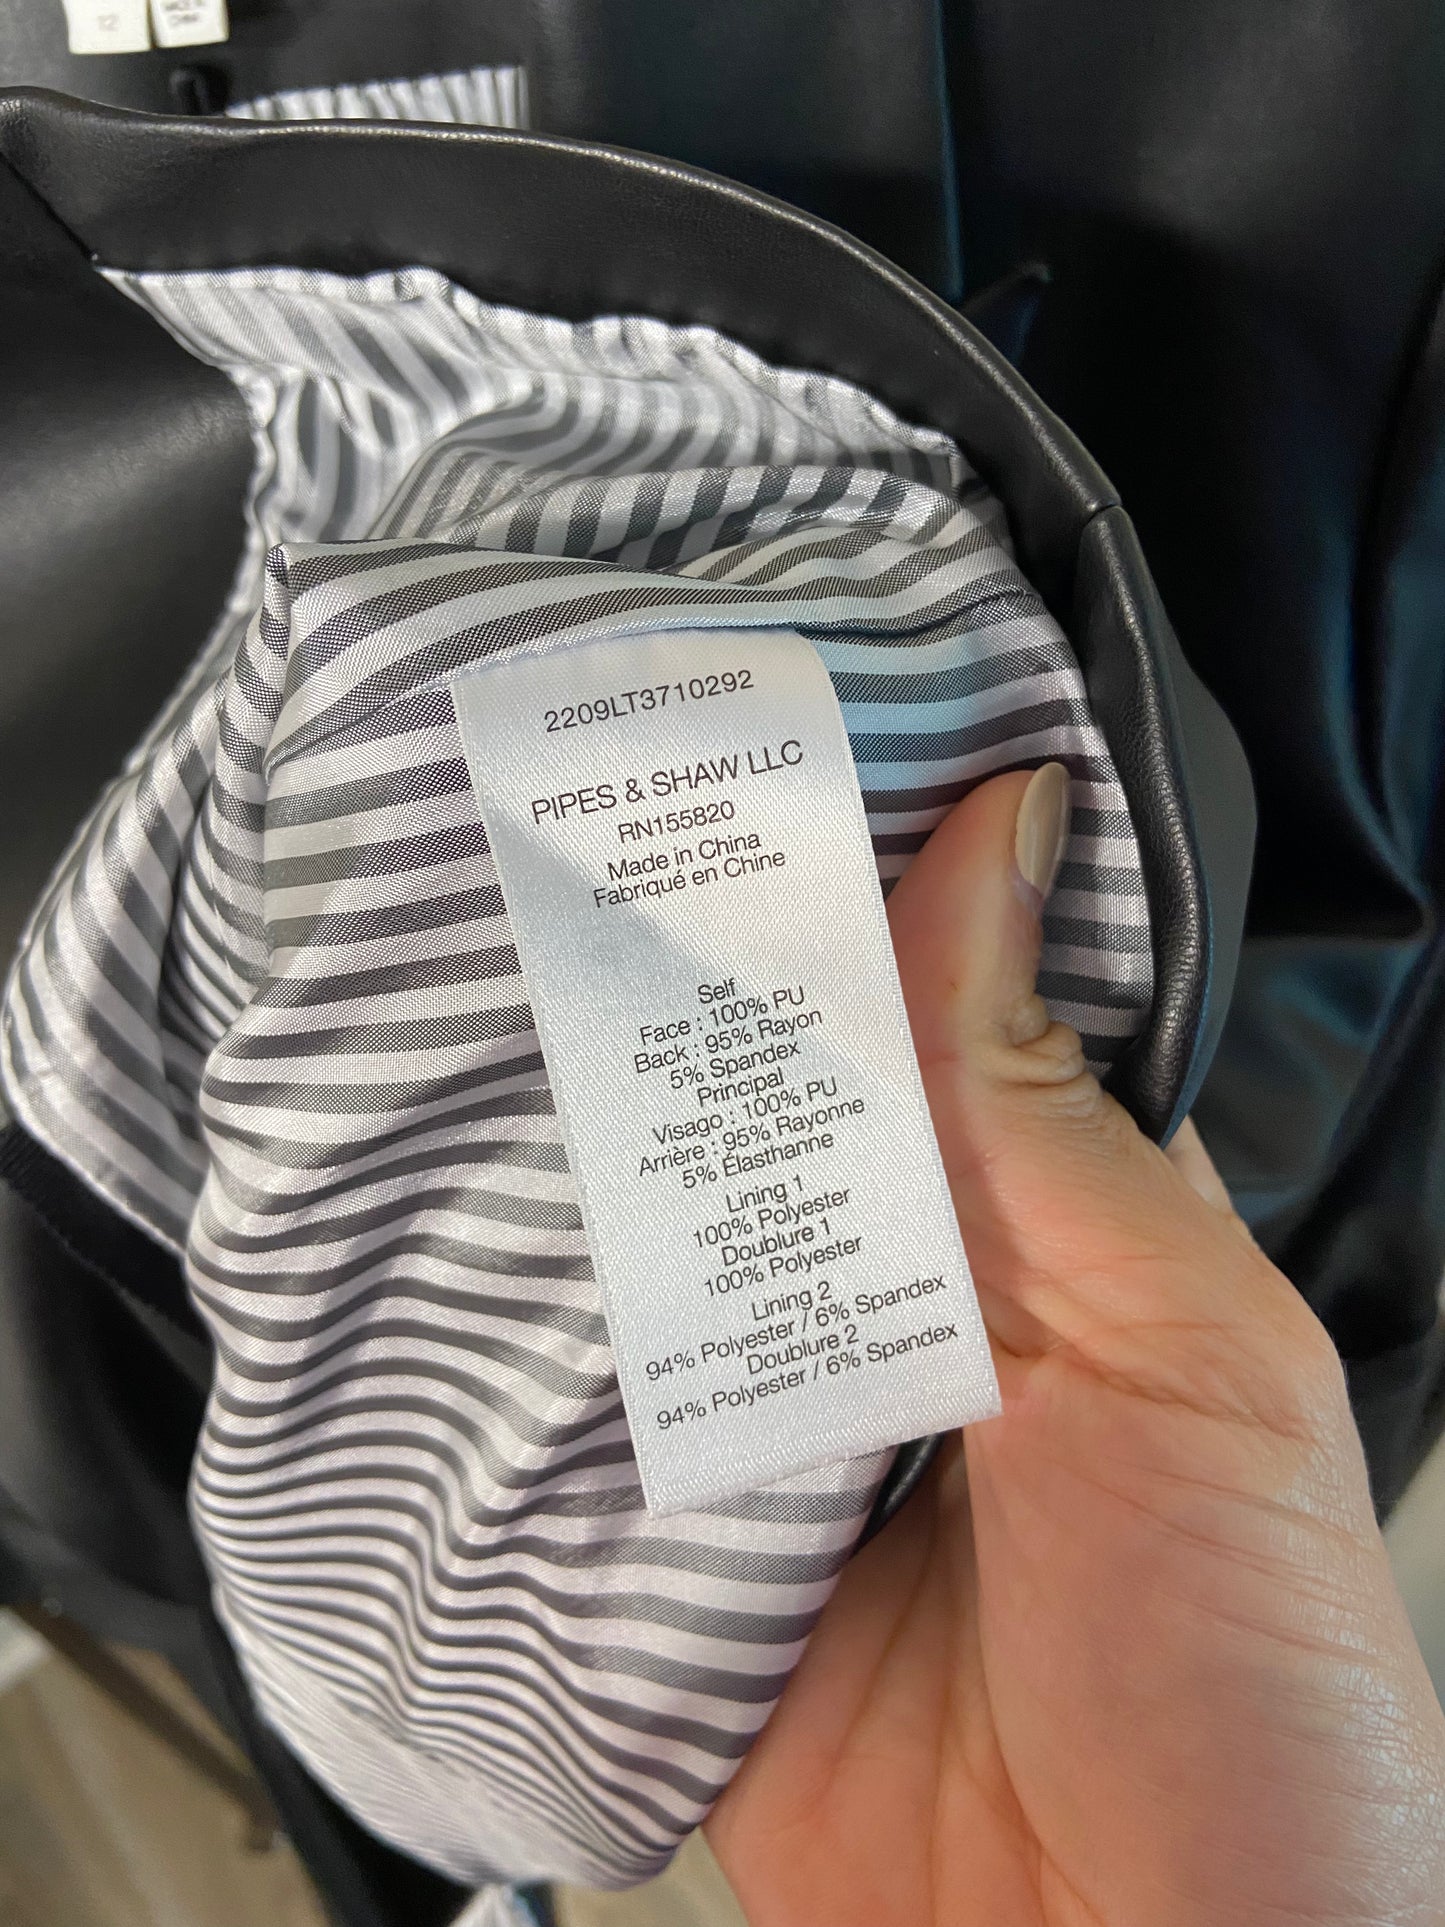 12
2209LT3710292
PIPES & SHAW LLC
RN155820
Made in China
Fabriqué en Chine
Self
Face : 100% PU
Back : 95% Rayon
5% Spandex
Principal
Visago : 100% PU
Arrière : 95% Rayonne
5% Élasthanne
Lining 1
100% Polyester
Doublure 1
100% Polyester
Lining 2
94% Polyester / 6% Spandex
Doublure 2
94% Polyester / 6% Spandex